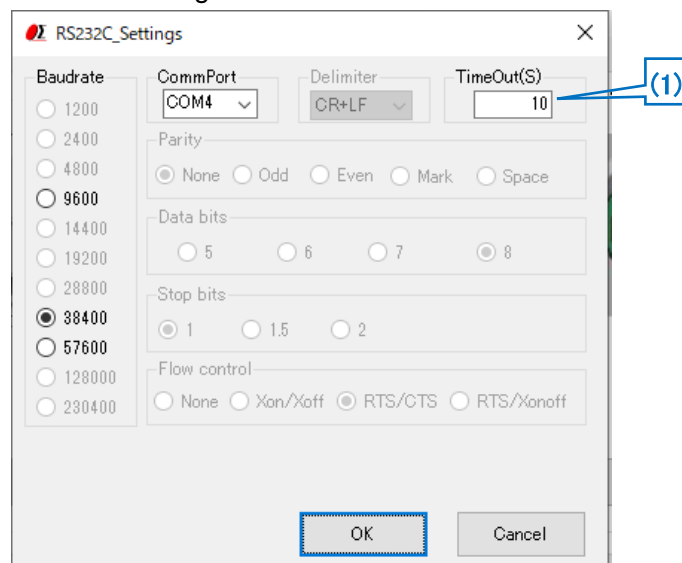 RS232C_Settings
Baudrate
1200
2400
4800
9600
14400
19200
28800
38400
57600
128000
230400
CommPort
COM4
Delimiter
CR+LF
TimeOut(S)
10
(1)
Parity
None Odd Even Mark Space
Data bits
5 6 7 8
Stop bits
1 1.5 2
Flow control
None Xon/Xoff RTS/CTS RTS/Xonoff
OK Cancel